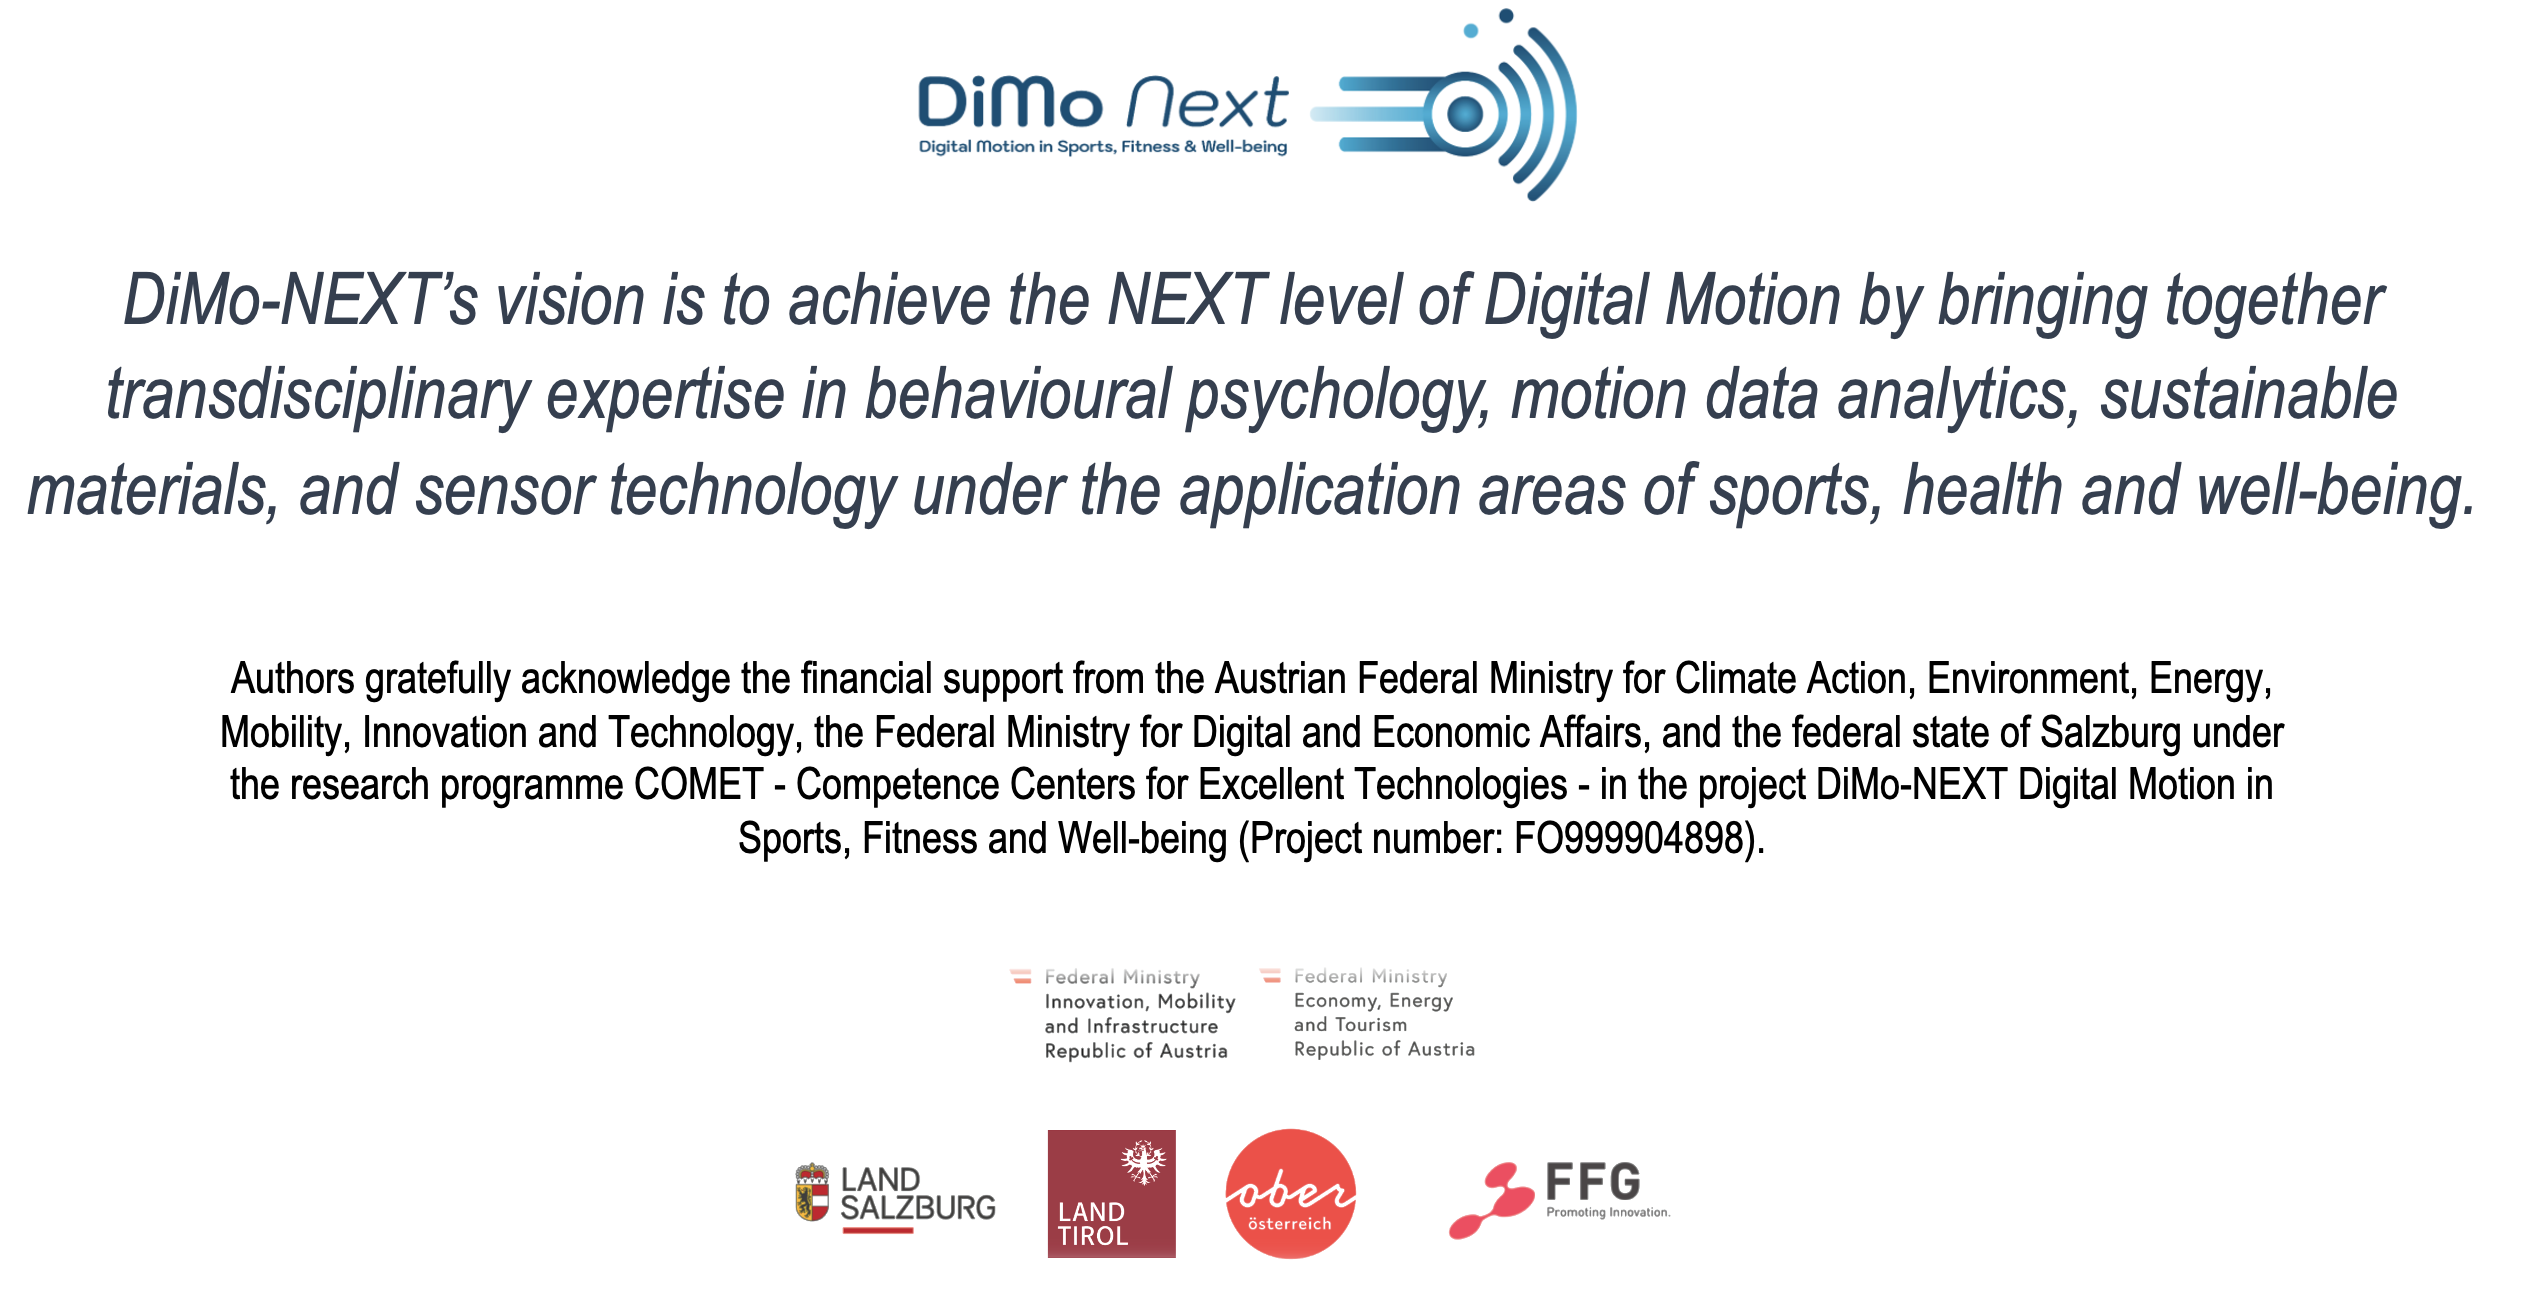 DiMo Next
Digital Motion in Sports, Fitness & Well-being
DiMo-NEXT’s vision is to achieve the NEXT level of Digital Motion by bringing together
transdisciplinary expertise in behavioural psychology, motion data analytics, sustainable
materials, and sensor technology under the application areas of sports, health and well-being.
Authors gratefully acknowledge the financial support from the Austrian Federal Ministry for Climate Action, Environment, Energy,
Mobility, Innovation and Technology, the Federal Ministry for Digital and Economic Affairs, and the federal state of Salzburg under
the research programme COMET - Competence Centers for Excellent Technologies - in the project DiMo-NEXT Digital Motion in
Sports, Fitness and Well-being (Project number: FO999904898).
Federal Ministry
Innovation, Mobility
and Infrastructure
Republic of Austria
Federal Ministry
Economy, Energy
and Tourism
Republic of Austria
LAND
SALZBURG
LAND
TIROL
ober
österreich
FFG
Promoting Innovation.